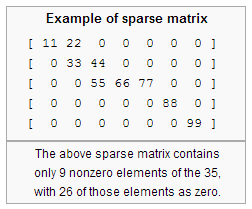 Example of sparse matrix
[ 11 22 0 0 0 0 0 ]
[ 0 33 44 0 0 0 0 ]
[ 0 0 55 66 77 0 0 ]
[ 0 0 0 0 0 88 0 ]
[ 0 0 0 0 0 0 99 ]
The above sparse matrix contains
only 9 nonzero elements of the 35,
with 26 of those elements as zero.